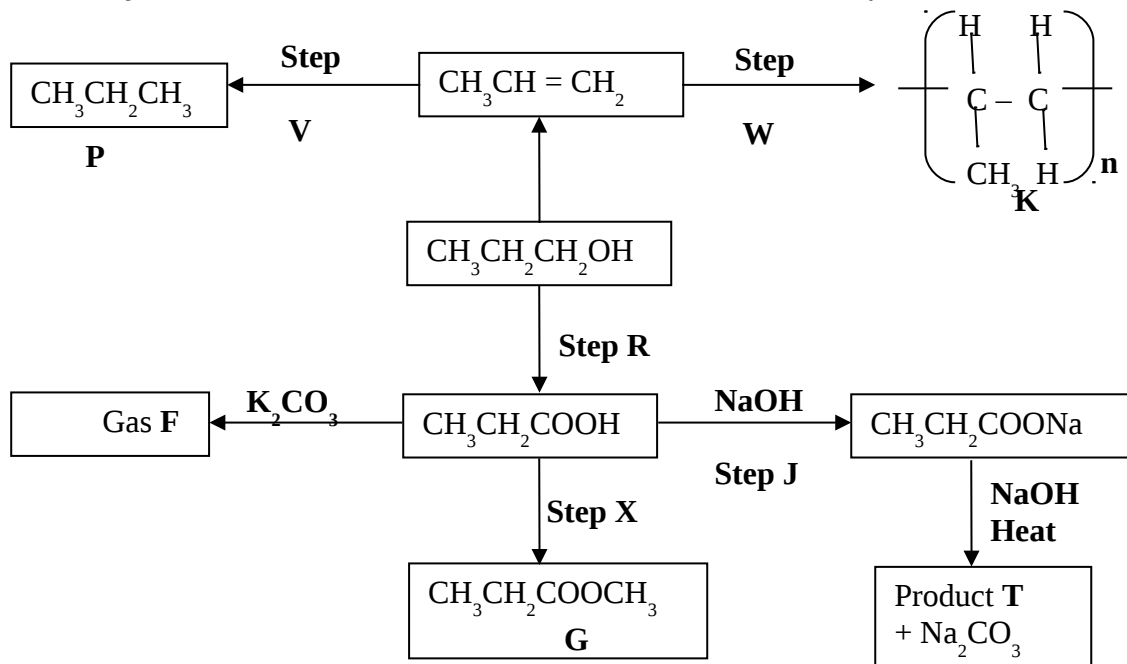 H H
Step Step
CH₃CH₂CH₃ CH₃CH = CH₂ C – C
V W
P CH₃ H n
K
CH₃CH₂CH₂OH
Step R
K₂CO₃ NaOH
Gas F CH₃CH₂COOH CH₃CH₂COONa
Step J
Step X NaOH
Heat
CH₃CH₂COOCH₃ Product T
G + Na₂CO₃